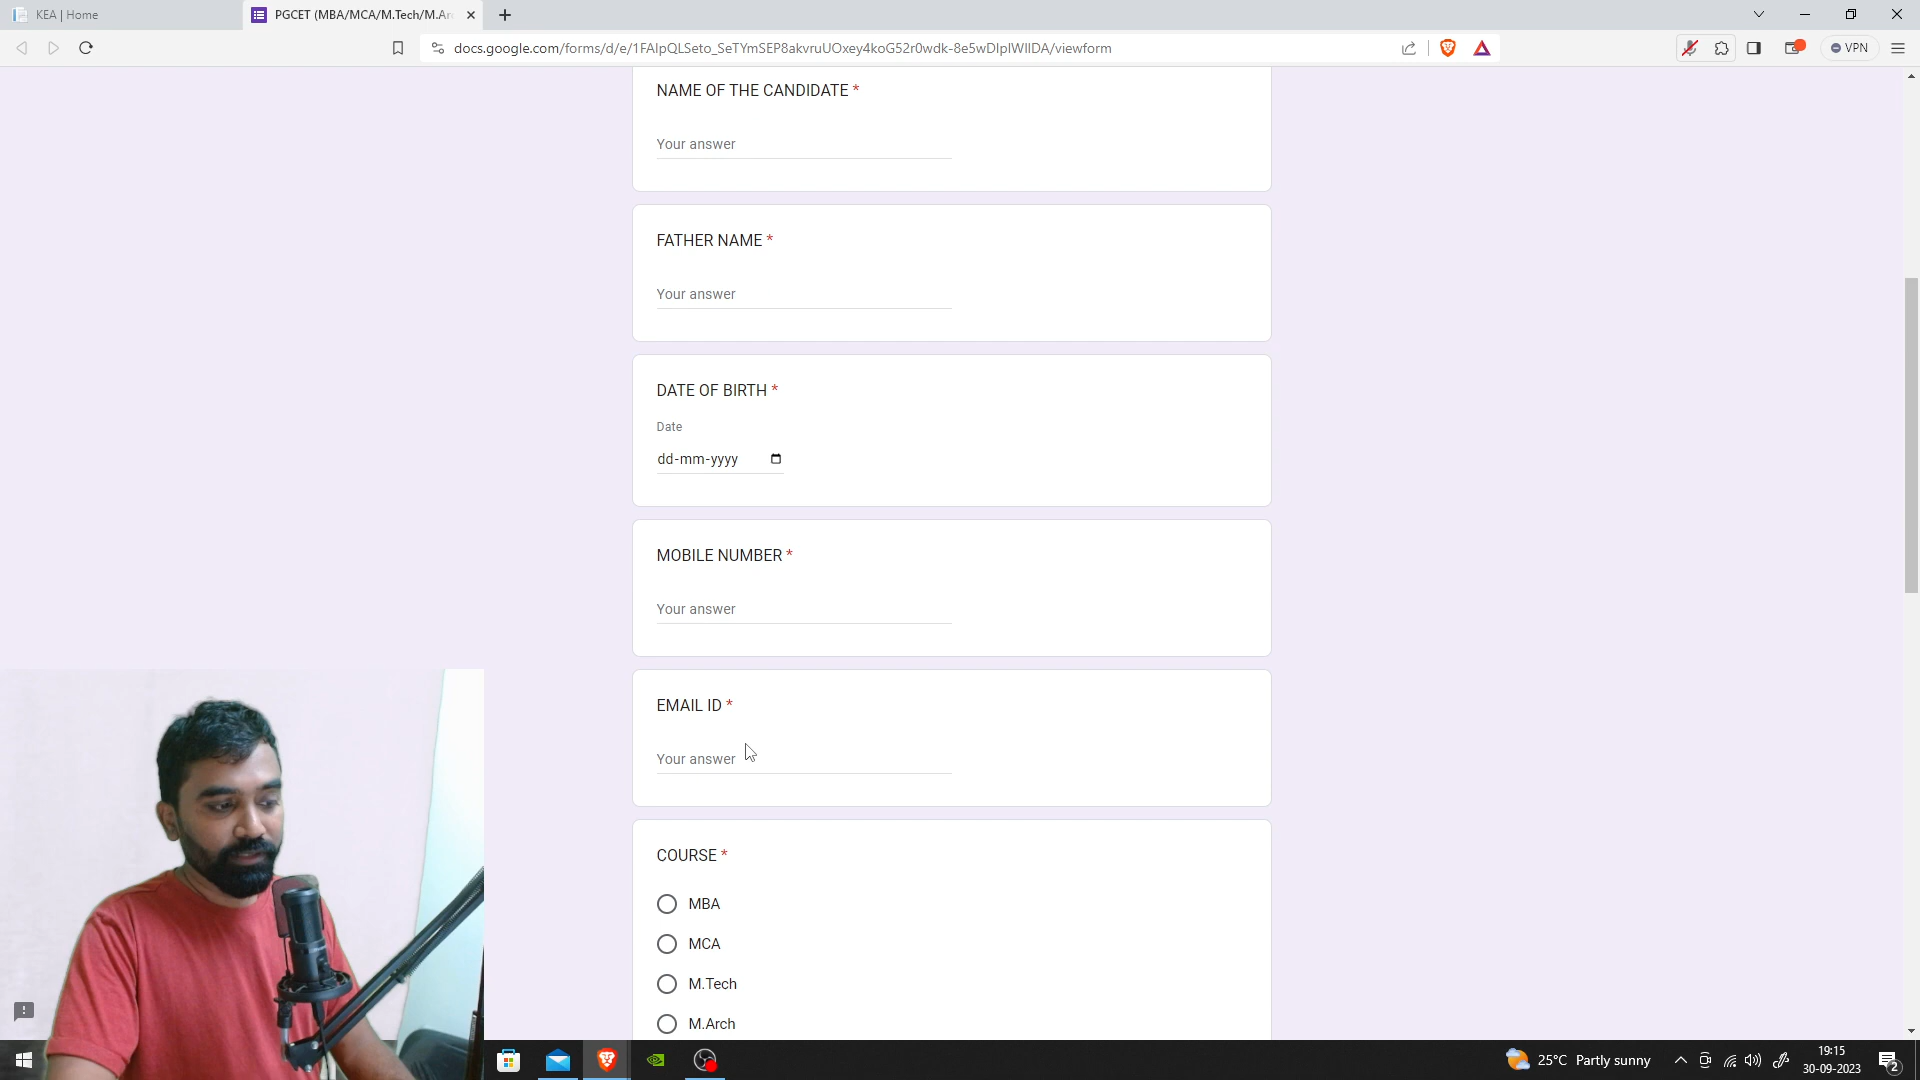 KEA | Home
PGCET (MBA/MCA/M.Tech/M.Arc
docs.google.com/forms/d/e/1FAIpQLSeto_SeTYmSEP8akvruUOxey4koG52r0wdk-8e5wDIpIWIIDA/viewform
VPN
NAME OF THE CANDIDATE *
Your answer
FATHER NAME *
Your answer
DATE OF BIRTH *
Date
dd-mm-yyyy
MOBILE NUMBER *
Your answer
EMAIL ID *
Your answer
COURSE *
MBA
MCA
M.Tech
M.Arch
25°C Partly sunny
19:15
30-09-2023
2